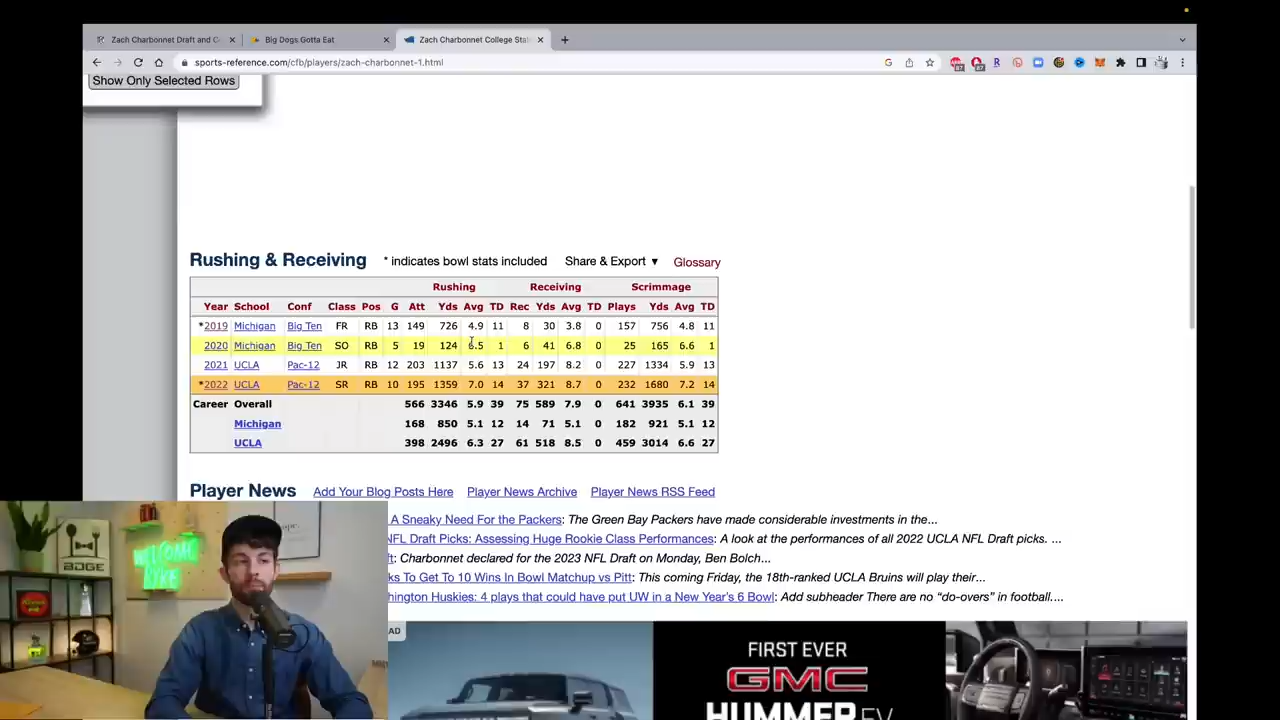 Zach Charbonnet Draft and C
Big Dogs Gotta Eat
Zach Charbonnet College Stat
sports-reference.com/cfb/players/zach-charbonnet-1.html
Show Only Selected Rows
Rushing & Receiving * indicates bowl stats included Share & Export ▼ Glossary
Rushing Receiving Scrimmage
Year School Conf Class Pos G Att Yds Avg TD Rec Yds Avg TD Plays Yds Avg TD
*2019 Michigan Big Ten FR RB 13 149 726 4.9 11 8 30 3.8 0 157 756 4.8 11
2020 Michigan Big Ten SO RB 5 19 124 6.5 1 6 41 6.8 0 25 165 6.6 1
2021 UCLA Pac-12 JR RB 12 203 1137 5.6 13 24 197 8.2 0 227 1334 5.9 13
*2022 UCLA Pac-12 SR RB 10 195 1359 7.0 14 37 321 8.7 0 232 1680 7.2 14
Career Overall 566 3346 5.9 39 75 589 7.9 0 641 3935 6.1 39
Michigan 168 850 5.1 12 14 71 5.1 0 182 921 5.1 12
UCLA 398 2496 6.3 27 61 518 8.5 0 459 3014 6.6 27
Player News Add Your Blog Posts Here Player News Archive Player News RSS Feed
A Sneaky Need For the Packers: The Green Bay Packers have made considerable investments in the...
NFL Draft Picks: Assessing Huge Rookie Class Performances: A look at the performances of all 2022 UCLA NFL Draft picks. ...
ft: Charbonnet declared for the 2023 NFL Draft on Monday, Ben Bolch...
ks To Get To 10 Wins In Bowl Matchup vs Pitt: This coming Friday, the 18th-ranked UCLA Bruins will play their...
hington Huskies: 4 plays that could have put UW in a New Year's 6 Bowl: Add subheader There are no "do-overs" in football....
AD
FIRST EVER
GMC
HUMMER EV
BDGE
WELCOME